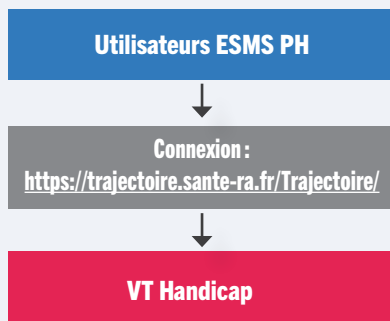 Utilisateurs ESMS PH
Connexion :
https://trajectoire.sante-ra.fr/Trajectoire/
VT Handicap